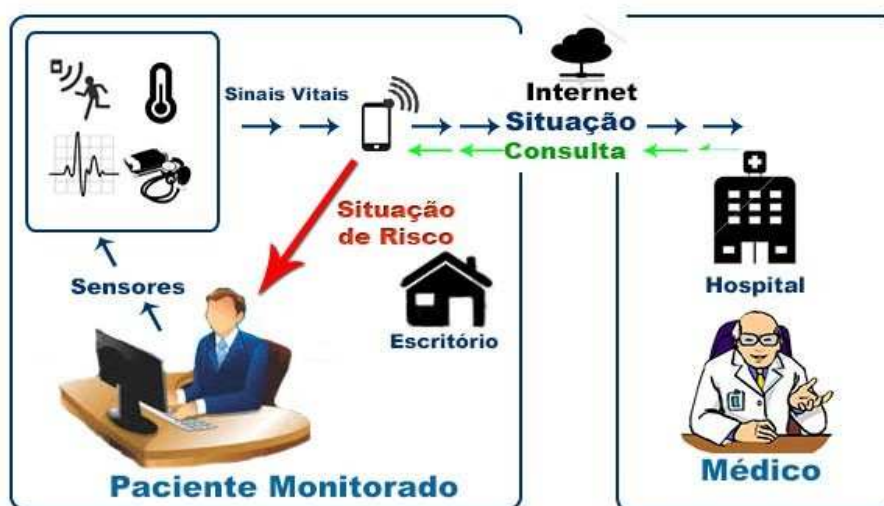 Sinais Vitais
Internet
Situação
Consulta
Situação
de Risco
Sensores
Escritório
Hospital
Paciente Monitorado
Médico